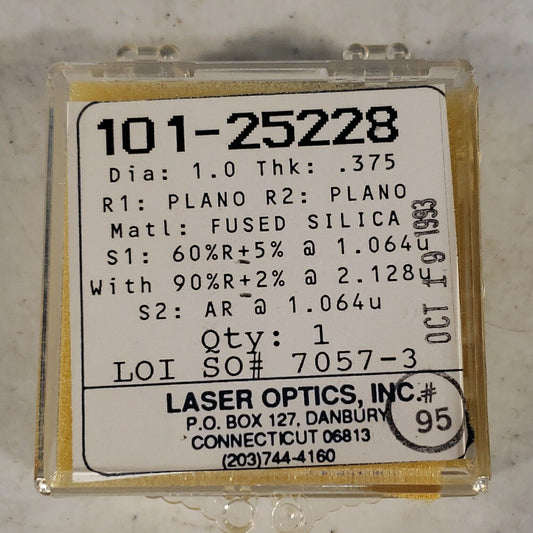 101-25228
Dia: 1.0 Thk: .375
R1: PLANO R2: PLANO
Matl: FUSED SILICA
S1: 60%R±5% @ 1.064u
With 90%R±2% @ 2.128u
S2: AR @ 1.064u
Qty: 1
LOI SO# 7057-3
OCT 19 1993
LASER OPTICS, INC.
P.O. BOX 127, DANBURY
CONNECTICUT 06813
(203)744-4160
#
95